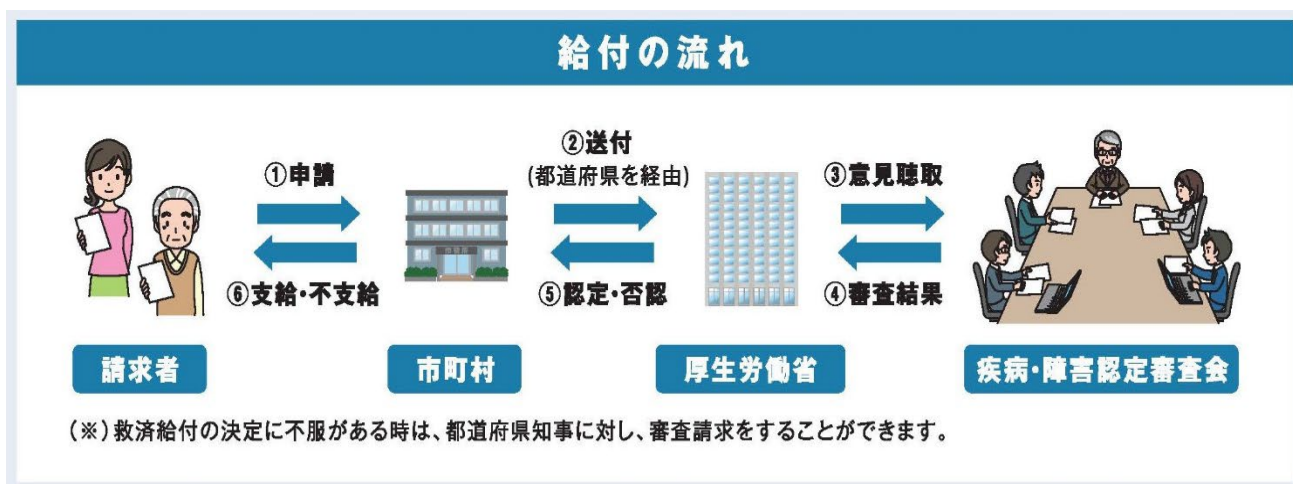 給付の流れ
①申請
②送付
(都道府県を経由)
③意見聴取
⑥支給・不支給
⑤認定・否認
④審査結果
請求者
市町村
厚生労働省
疾病・障害認定審査会
(※)救済給付の決定に不服がある時は、都道府県知事に対し、審査請求をすることができます。